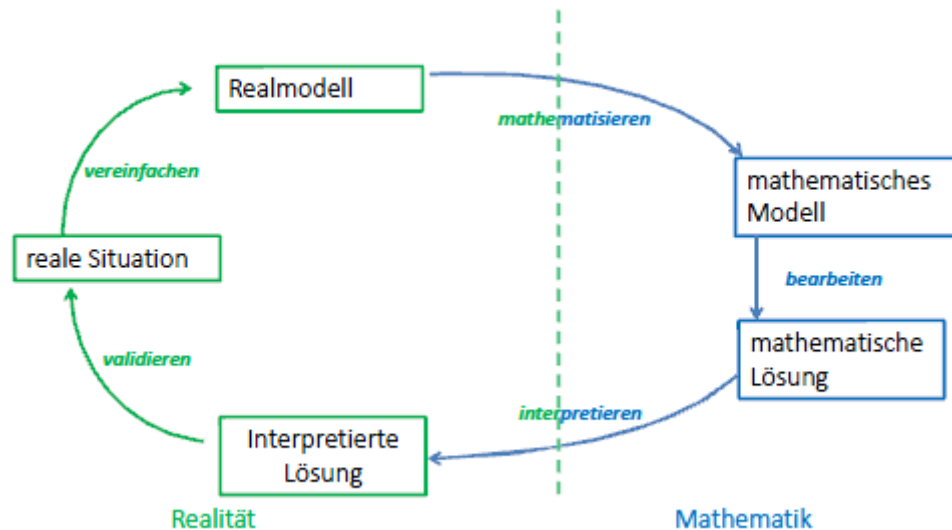 Realmodell
mathematisieren
vereinfachen
mathematisches
Modell
reale Situation
bearbeiten
validieren
mathematische
Lösung
interpretieren
Interpretierte
Lösung
Realität
Mathematik